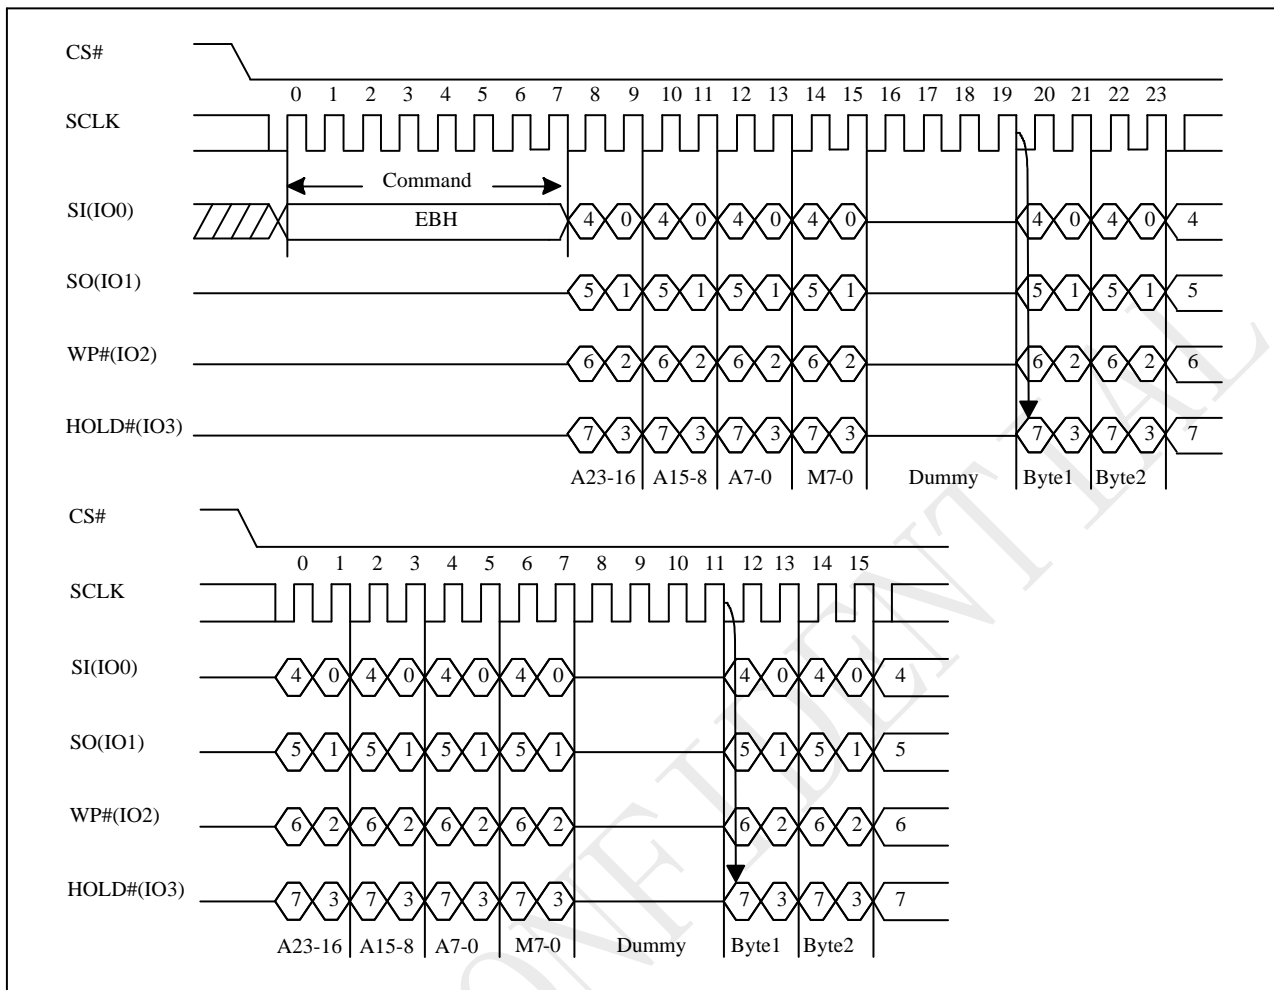 CS#
0 1 2 3 4 5 6 7 8 9 10 11 12 13 14 15 16 17 18 19 20 21 22 23
SCLK
Command
SI(IO0) EBH 4 0 4 0 4 0 4 0 4 0 4 0 4
SO(IO1) 5 1 5 1 5 1 5 1 5 1 5 1 5
WP#(IO2) 6 2 6 2 6 2 6 2 6 2 6 2 6
HOLD#(IO3) 7 3 7 3 7 3 7 3 7 3 7 3 7
A23-16 A15-8 A7-0 M7-0 Dummy Byte1 Byte2
CS#
0 1 2 3 4 5 6 7 8 9 10 11 12 13 14 15
SCLK
SI(IO0) 4 0 4 0 4 0 4 0 4 0 4 0 4
SO(IO1) 5 1 5 1 5 1 5 1 5 1 5 1 5
WP#(IO2) 6 2 6 2 6 2 6 2 6 2 6 2 6
HOLD#(IO3) 7 3 7 3 7 3 7 3 7 3 7 3 7
A23-16 A15-8 A7-0 M7-0 Dummy Byte1 Byte2
ONFIDENTIAL